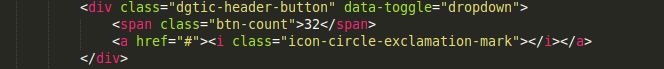 <div class="dgtic-header-button" data-toggle="dropdown">
<span class="btn-count">32</span>
<a href="#"><i class="icon-circle-exclamation-mark"></i></a>
</div>